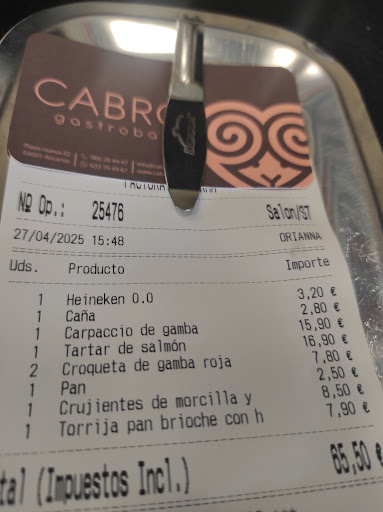 CABRO
gastroba
Nº Op.: 25476 Salon/S7
27/04/2025 15:48 ORIANNA
Uds. Producto Importe
1 Heineken 0.0 3,20 €
1 Caña 2,80 €
1 Carpaccio de gamba 15,90 €
1 Tartar de salmón 16,90 €
2 Croqueta de gamba roja 7,80 €
1 Pan 2,50 €
1 Crujientes de morcilla y 8,50 €
1 Torrija pan brioche con h 7,90 €
tal (Impuestos Incl.) 65,50 €